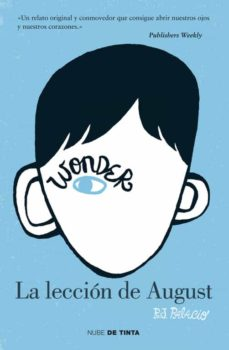 «Un relato original y conmovedor que consigue abrir nuestros ojos
y nuestros corazones.»
Publishers Weekly
WONDER
La lección de August
R.J. Palacio
NUBE DE TINTA